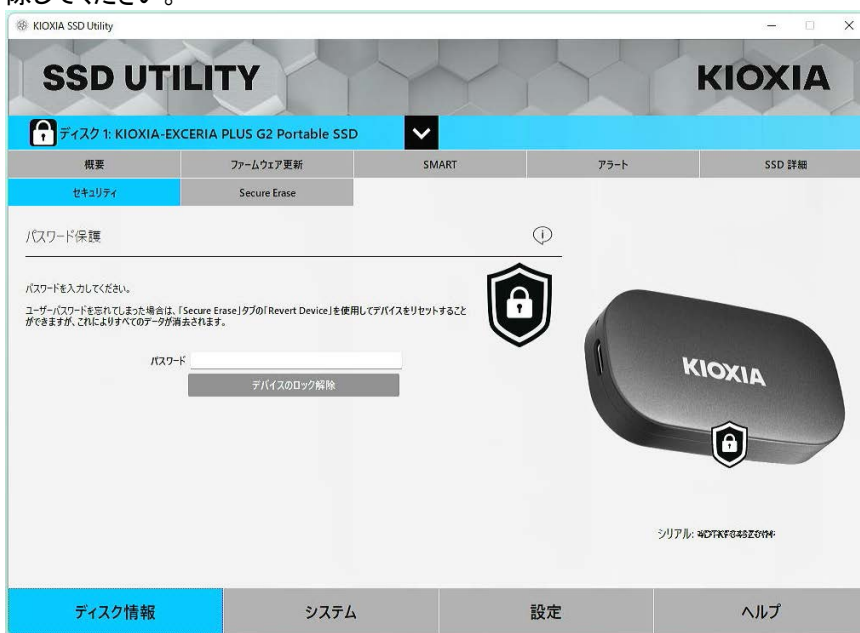 除してください。
KIOXIA SSD Utility
SSD UTILITY
KIOXIA
ディスク 1: KIOXIA-EXCERIA PLUS G2 Portable SSD
概要
ファームウェア更新
SMART
アラート
SSD 詳細
セキュリティ
Secure Erase
パスワード保護
パスワードを入力してください。
ユーザーパスワードを忘れてしまった場合は、「Secure Erase」タブの「Revert Device」を使用してデバイスをリセットすること
ができますが、これによりすべてのデータが消去されます。
パスワード
デバイスのロック解除
KIOXIA
シリアル:
ディスク情報
システム
設定
ヘルプ